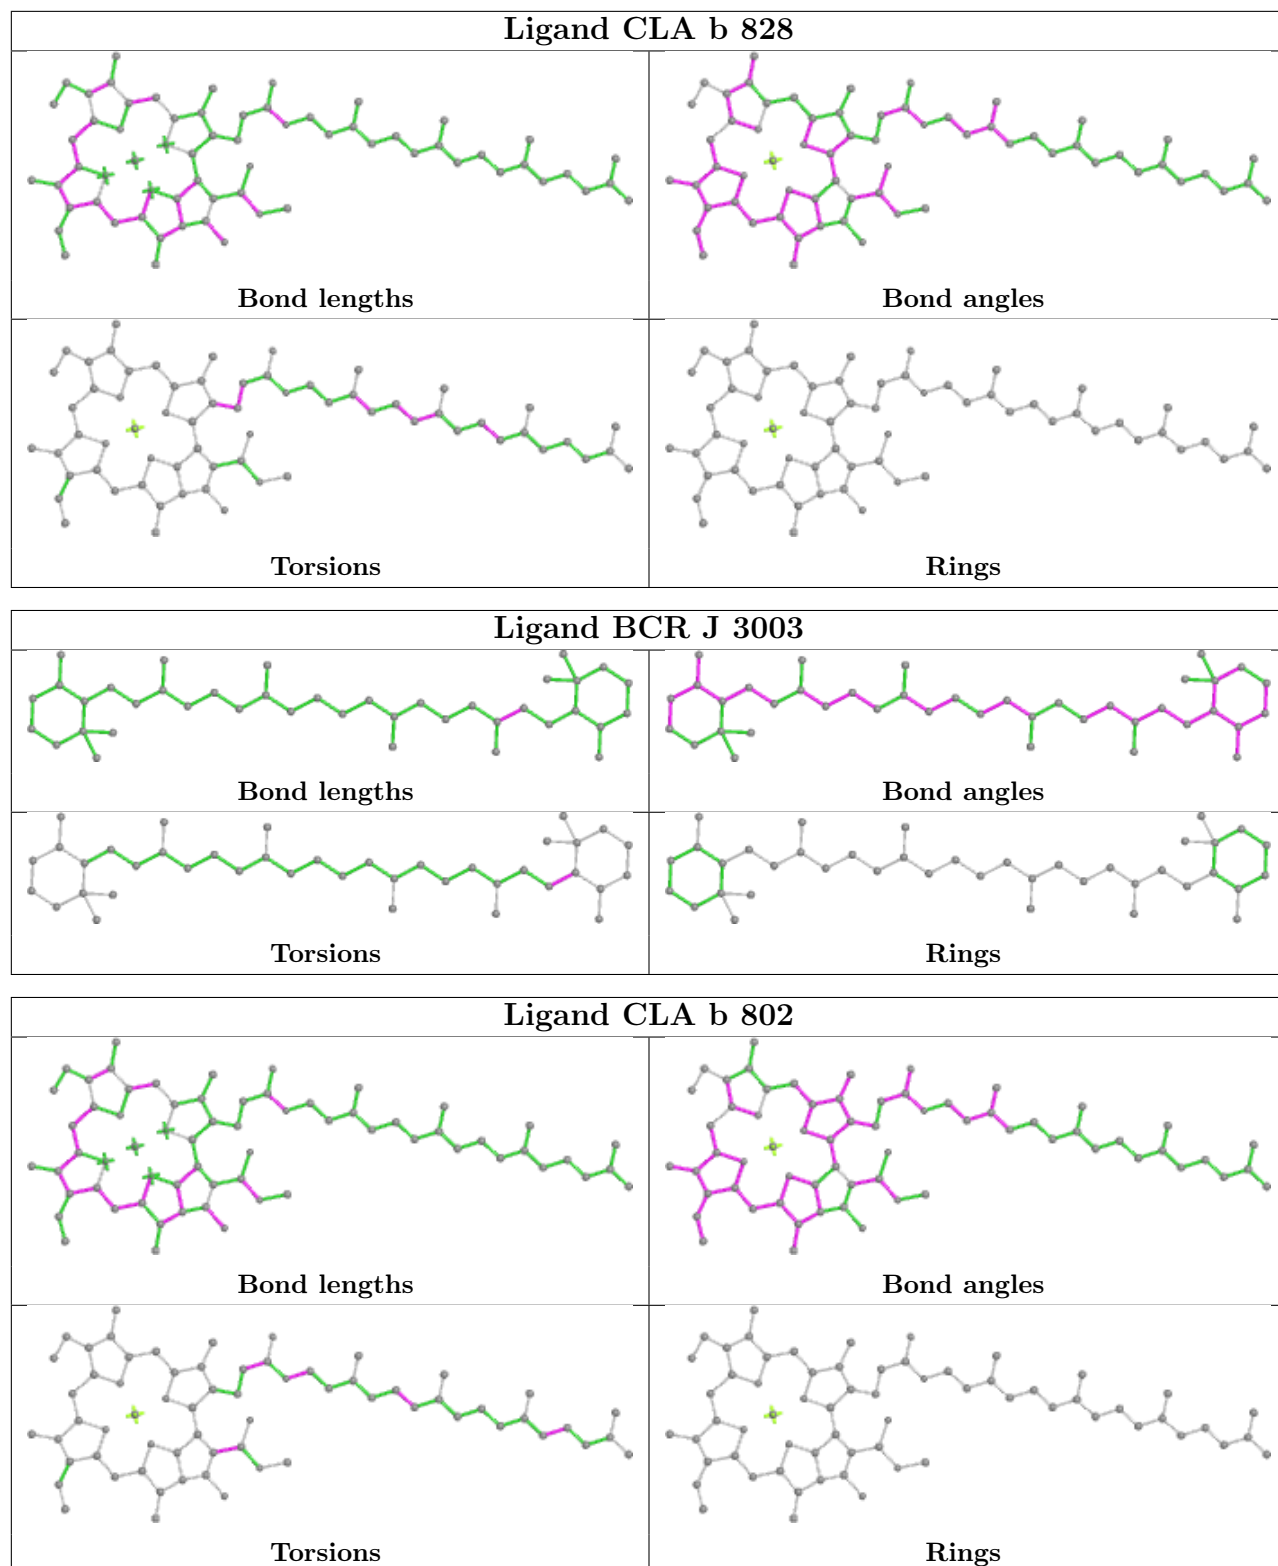 Ligand CLA b 828
Bond lengths
Bond angles
Torsions
Rings
Ligand BCR J 3003
Bond lengths
Bond angles
Torsions
Rings
Ligand CLA b 802
Bond lengths
Bond angles
Torsions
Rings